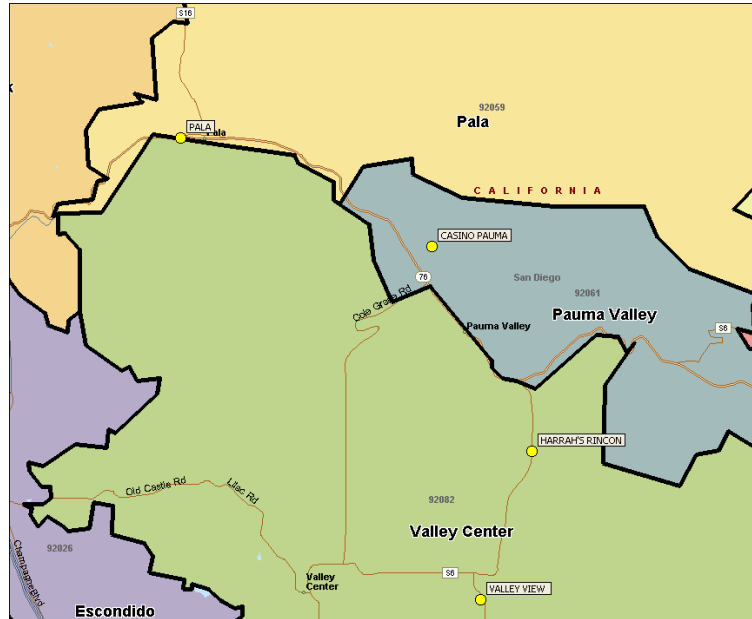 S16
PALA
Pala
92059
Pala
CALIFORNIA
CASINO PAUMA
76
San Diego
92061
Cole Grade Rd
Pauma Valley
Pauma Valley
S6
HARRAH'S RINCON
Old Castle Rd
Lilac Rd
92082
Valley Center
92026
Champagne Blvd
Valley
Center
S6
VALLEY VIEW
Escondido